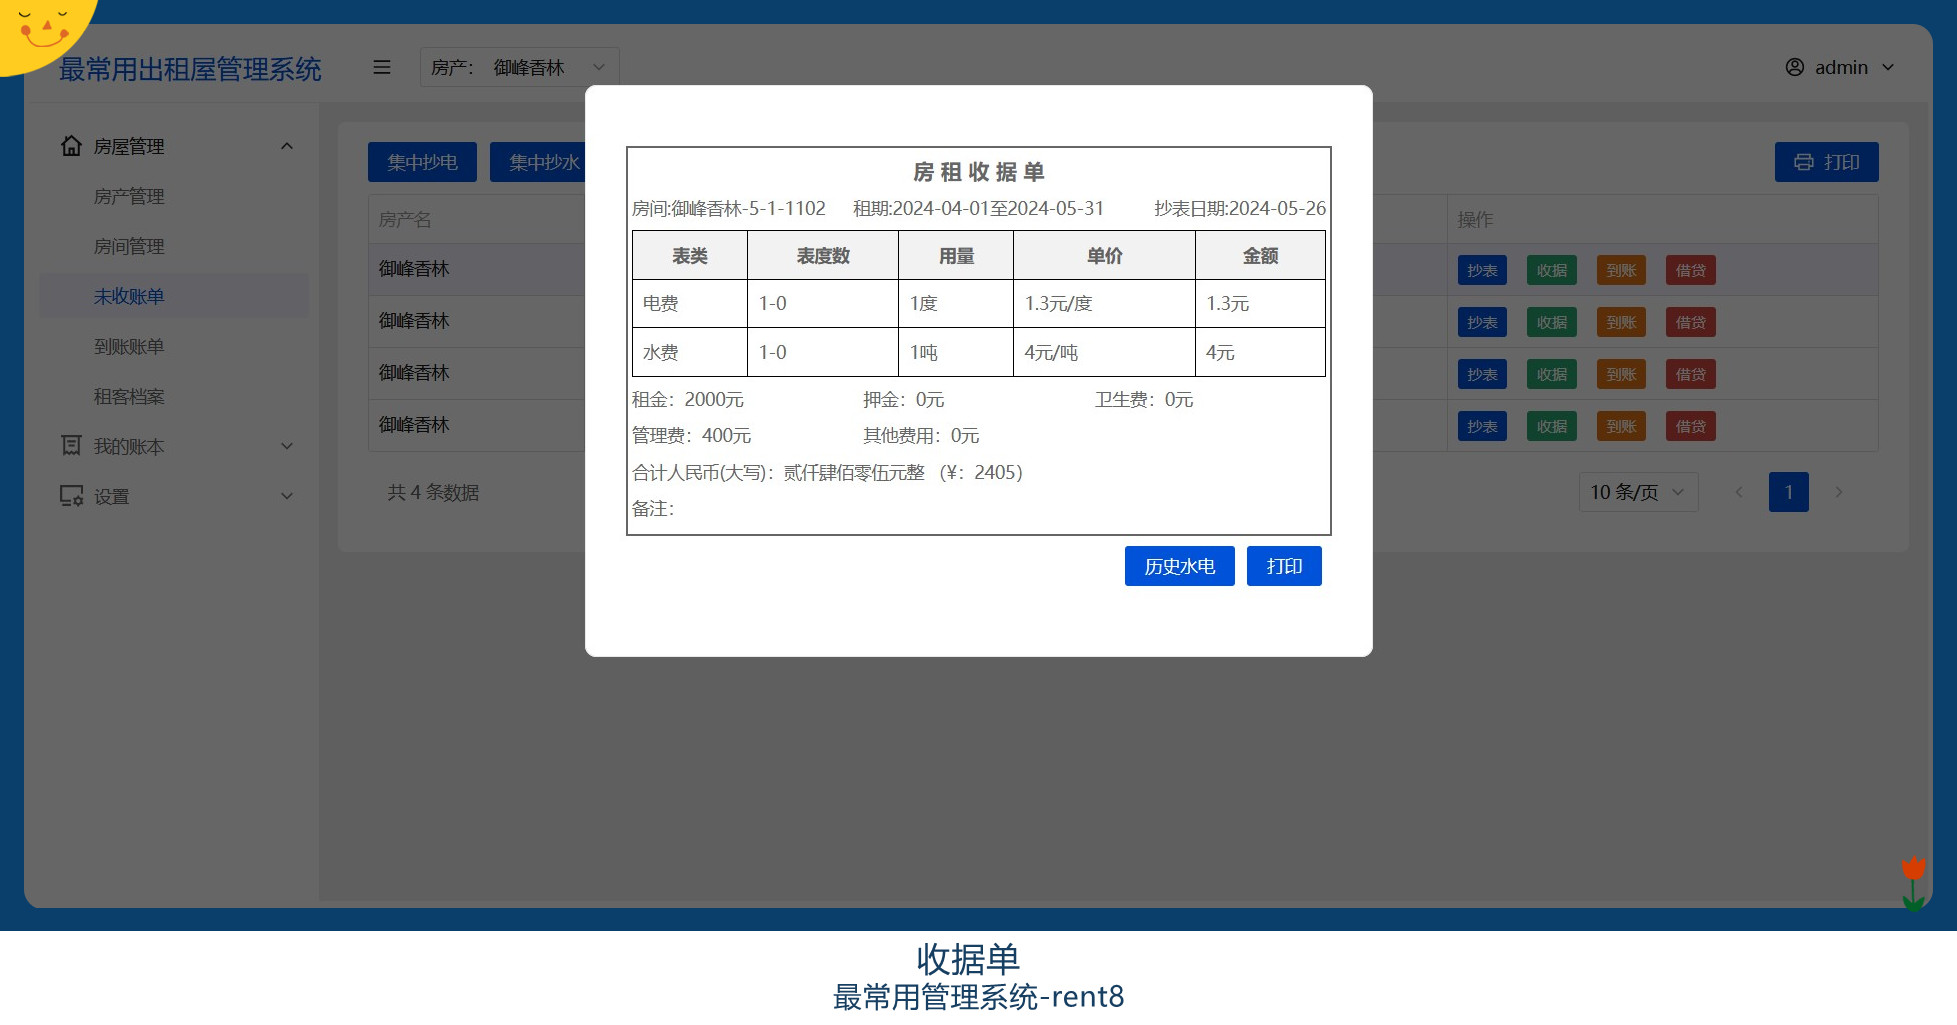 最常用出租屋管理系统
房产： 御峰香林
admin
房屋管理
房产管理
房间管理
未收账单
到账账单
租客档案
我的账本
设置
集中抄电 集中抄水
打印
房产名 操作
御峰香林 抄表 收据 到账 借贷
御峰香林 抄表 收据 到账 借贷
御峰香林 抄表 收据 到账 借贷
御峰香林 抄表 收据 到账 借贷
共 4 条数据
10 条/页 1
房租收据单
房间:御峰香林-5-1-1102 租期:2024-04-01至2024-05-31 抄表日期:2024-05-26
表类 表度数 用量 单价 金额
电费 1-0 1度 1.3元/度 1.3元
水费 1-0 1吨 4元/吨 4元
租金：2000元 押金：0元 卫生费：0元
管理费：400元 其他费用：0元
合计人民币(大写)：贰仟肆佰零伍元整 （¥：2405）
备注：
历史水电 打印
收据单
最常用管理系统-rent8